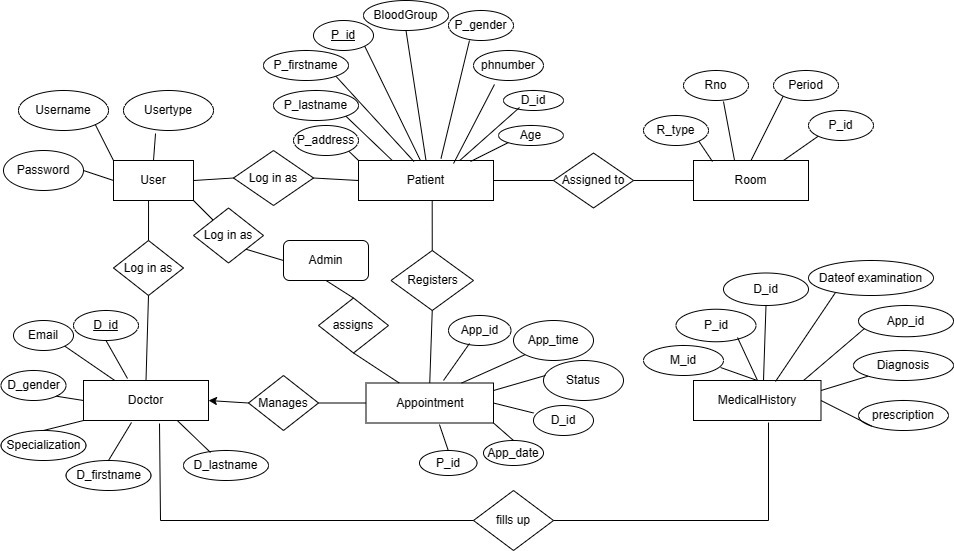 BloodGroup
P_gender
P_id
P_firstname
phnumber
P_lastname
D_id
P_address
Age
Username
Usertype
Password
Rno
Period
R_type
P_id
User
Log in as
Patient
Assigned to
Room
Log in as
Log in as
Admin
Registers
assigns
Dateof examination
D_id
P_id
App_id
M_id
Diagnosis
MedicalHistory
prescription
App_id
App_time
Status
Appointment
D_id
App_date
P_id
Email
D_id
D_gender
Doctor
Manages
Specialization
D_firstname
D_lastname
fills up